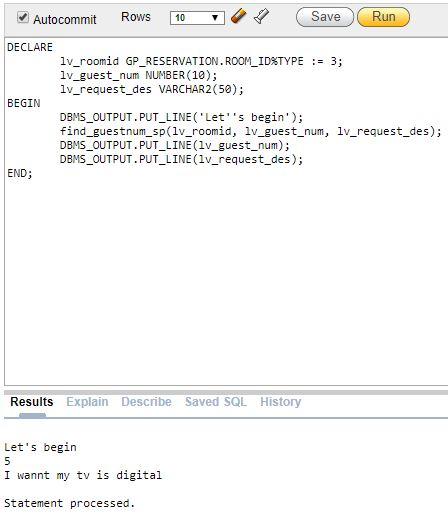 Autocommit Rows 10 Save Run
DECLARE
lv_roomid GP_RESERVATION.ROOM_ID%TYPE := 3;
lv_guest_num NUMBER(10);
lv_request_des VARCHAR2(50);
BEGIN
DBMS_OUTPUT.PUT_LINE('Let''s begin');
find_guestnum_sp(lv_roomid, lv_guest_num, lv_request_des);
DBMS_OUTPUT.PUT_LINE(lv_guest_num);
DBMS_OUTPUT.PUT_LINE(lv_request_des);
END;
Results Explain Describe Saved SQL History
Let's begin
5
I wannt my tv is digital
Statement processed.